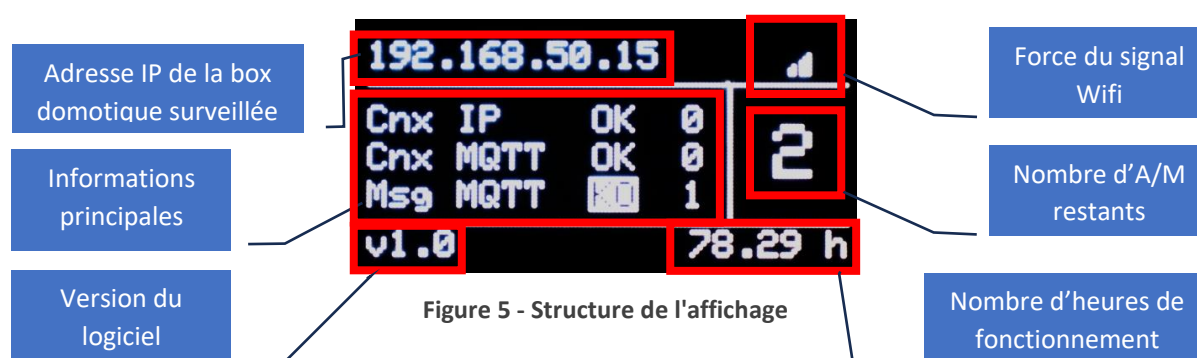 Adresse IP de la box
domotique surveillée
192.168.50.15
Force du signal
Wifi
Informations
principales
Cnx IP OK 0
Cnx MQTT OK 0
Msg MQTT KO 1
2
Nombre d’A/M
restants
Version du
logiciel
v1.0
78.29 h
Nombre d’heures de
fonctionnement
Figure 5 - Structure de l'affichage